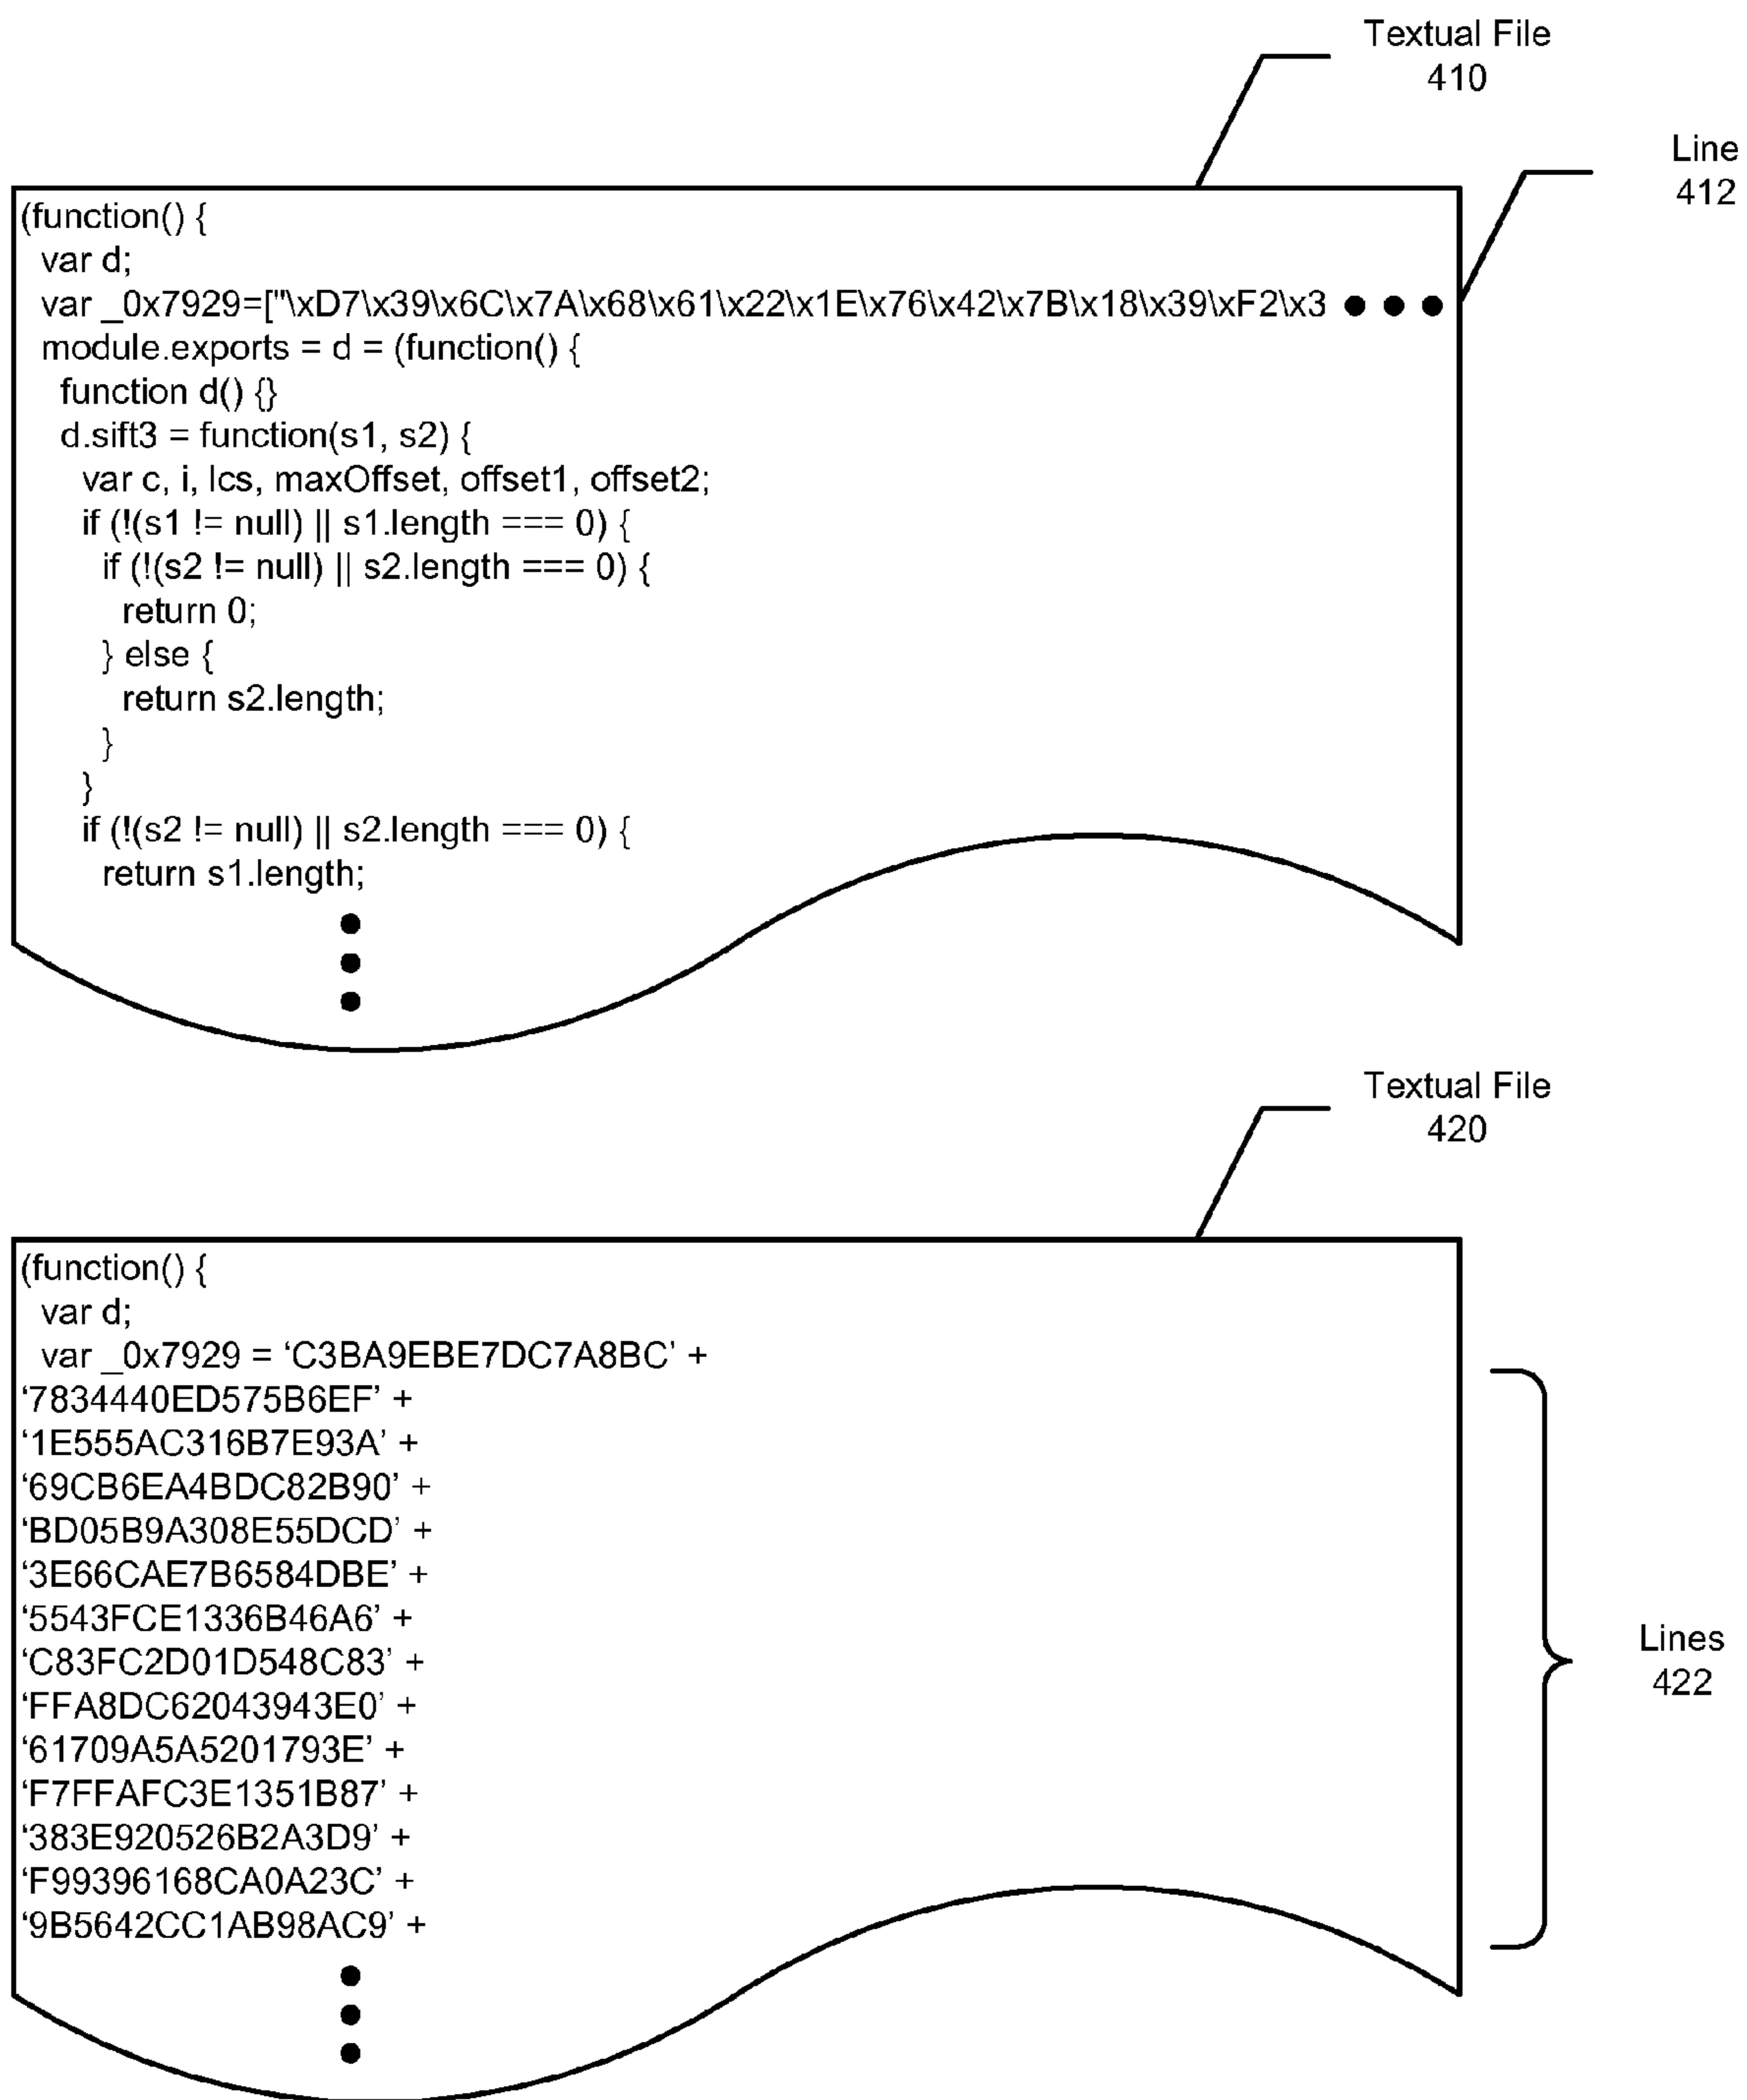 Textual File
410
Line
412
(function() {
var d;
var _0x7929=["\xD7\x39\x6C\x7A\x68\x61\x22\x1E\x76\x42\x7B\x18\x39\xF2\x3 ● ● ●
module.exports = d = (function() {
function d() {}
d.sift3 = function(s1, s2) {
var c, i, lcs, maxOffset, offset1, offset2;
if (!(s1 != null) || s1.length === 0) {
if (!(s2 != null) || s2.length === 0) {
return 0;
} else {
return s2.length;
}
}
if (!(s2 != null) || s2.length === 0) {
return s1.length;
Textual File
420
(function() {
var d;
var _0x7929 = ‘C3BA9EBE7DC7A8BC’ +
‘7834440ED575B6EF’ +
‘1E555AC316B7E93A’ +
‘69CB6EA4BDC82B90’ +
‘BD05B9A308E55DCD’ +
‘3E66CAE7B6584DBE’ +
‘5543FCE1336B46A6’ +
‘C83FC2D01D548C83’ +
‘FFA8DC62043943E0’ +
‘61709A5A5201793E’ +
‘F7FFAFC3E1351B87’ +
‘383E920526B2A3D9’ +
‘F99396168CA0A23C’ +
‘9B5642CC1AB98AC9’ +
Lines
422